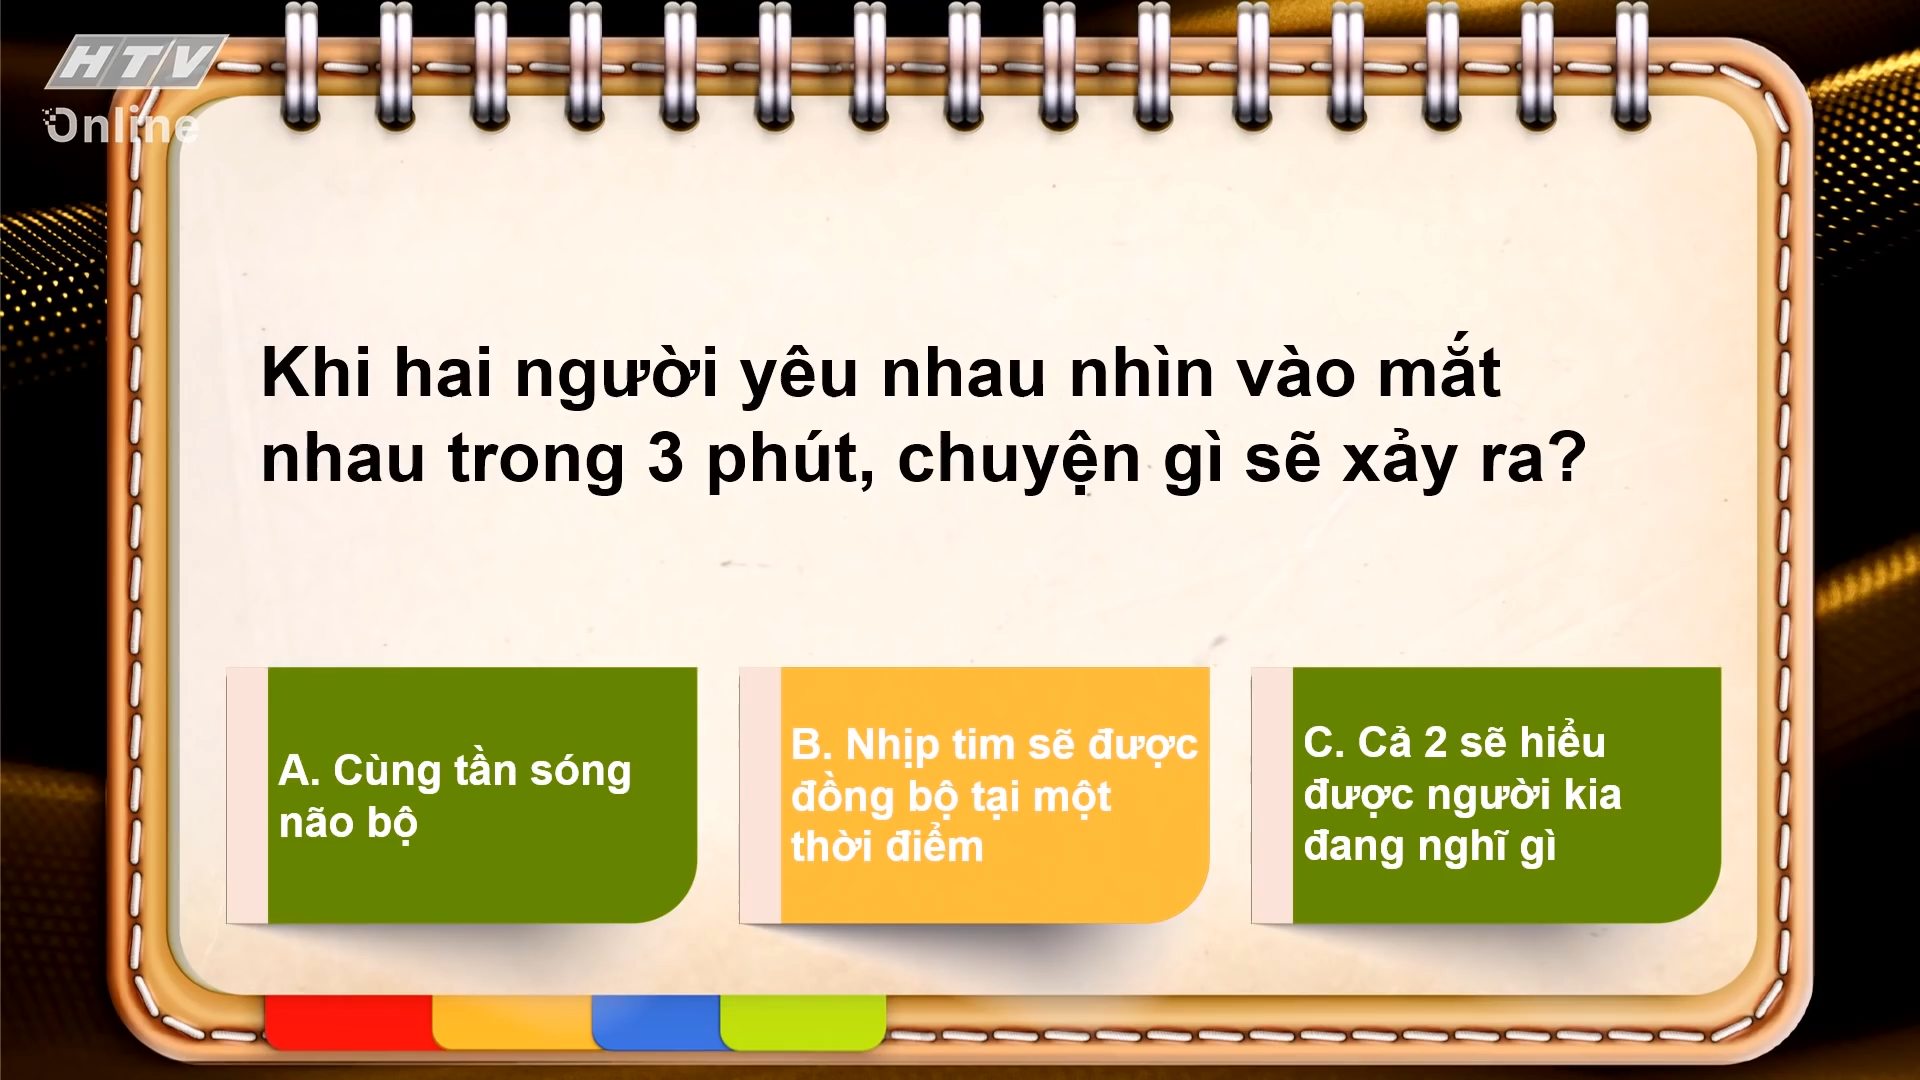 HTV
Online
Khi hai người yêu nhau nhìn vào mắt
nhau trong 3 phút, chuyện gì sẽ xảy ra?
A. Cùng tần sóng
não bộ
B. Nhịp tim sẽ được
đồng bộ tại một
thời điểm
C. Cả 2 sẽ hiểu
được người kia
đang nghĩ gì